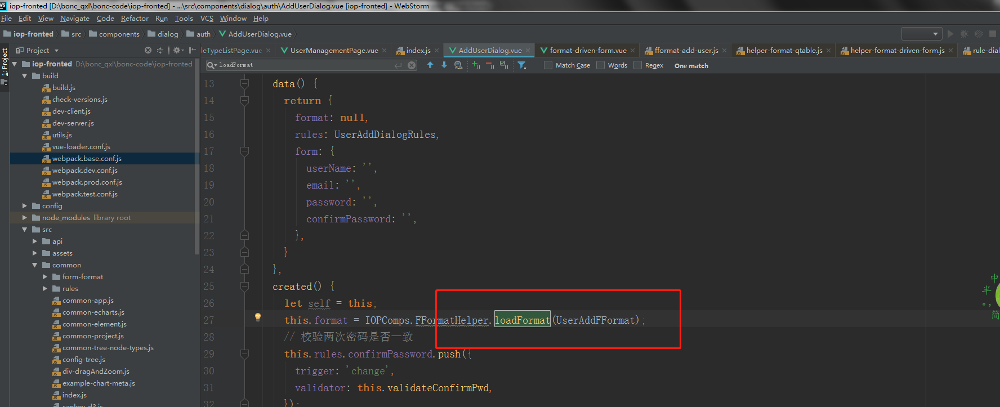 WS iop-fronted [D:\bonc_qxl\bonc-code\iop-fronted] - ...\src\components\dialog\auth\AddUserDialog.vue [iop-fronted] - WebStorm
File Edit View Navigate Code Refactor Run Tools VCS Window Help
iop-fronted src components dialog auth AddUserDialog.vue
1: Project
Project
leTypeListPage.vue UserManagementPage.vue index.js AddUserDialog.vue format-driven-form.vue fformat-add-user.js helper-format-qtable.js helper-format-driven-form.js rule-dial
loadFormat Match Case Words Regex One match
iop-fronted D:\bonc_qxl\bonc-code\iop-fronted
build
build.js
check-versions.js
dev-client.js
dev-server.js
utils.js
vue-loader.conf.js
webpack.base.conf.js
webpack.dev.conf.js
webpack.prod.conf.js
webpack.test.conf.js
config
node_modules library root
src
api
assets
common
form-format
rules
common-app.js
common-echarts.js
common-element.js
common-project.js
common-tree-node-types.js
config-tree.js
div-dragAndZoom.js
example-chart-meta.js
index.js
sankey_d3.js
13 data() {
14 return {
15 format: null,
16 rules: UserAddDialogRules,
17 form: {
18 userName: '',
19 email: '',
20 password: '',
21 confirmPassword: '',
22 },
23 }
24 },
25 created() {
26 let self = this;
27 this.format = IOPComps.FFormatHelper.loadFormat(UserAddFFormat);
28 // 校验两次密码是否一致
29 this.rules.confirmPassword.push({
30 trigger: 'change',
31 validator: this.validateConfirmPwd,
32 });
中
半
。，
简